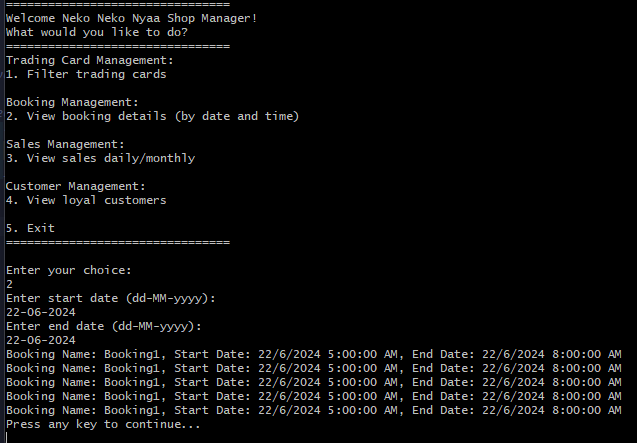 ================================
Welcome Neko Neko Nyaa Shop Manager!
What would you like to do?
================================
Trading Card Management:
1. Filter trading cards
Booking Management:
2. View booking details (by date and time)
Sales Management:
3. View sales daily/monthly
Customer Management:
4. View loyal customers
5. Exit
================================
Enter your choice:
2
Enter start date (dd-MM-yyyy):
22-06-2024
Enter end date (dd-MM-yyyy):
22-06-2024
Booking Name: Booking1, Start Date: 22/6/2024 5:00:00 AM, End Date: 22/6/2024 8:00:00 AM
Booking Name: Booking1, Start Date: 22/6/2024 5:00:00 AM, End Date: 22/6/2024 8:00:00 AM
Booking Name: Booking1, Start Date: 22/6/2024 5:00:00 AM, End Date: 22/6/2024 8:00:00 AM
Booking Name: Booking1, Start Date: 22/6/2024 5:00:00 AM, End Date: 22/6/2024 8:00:00 AM
Booking Name: Booking1, Start Date: 22/6/2024 5:00:00 AM, End Date: 22/6/2024 8:00:00 AM
Press any key to continue...